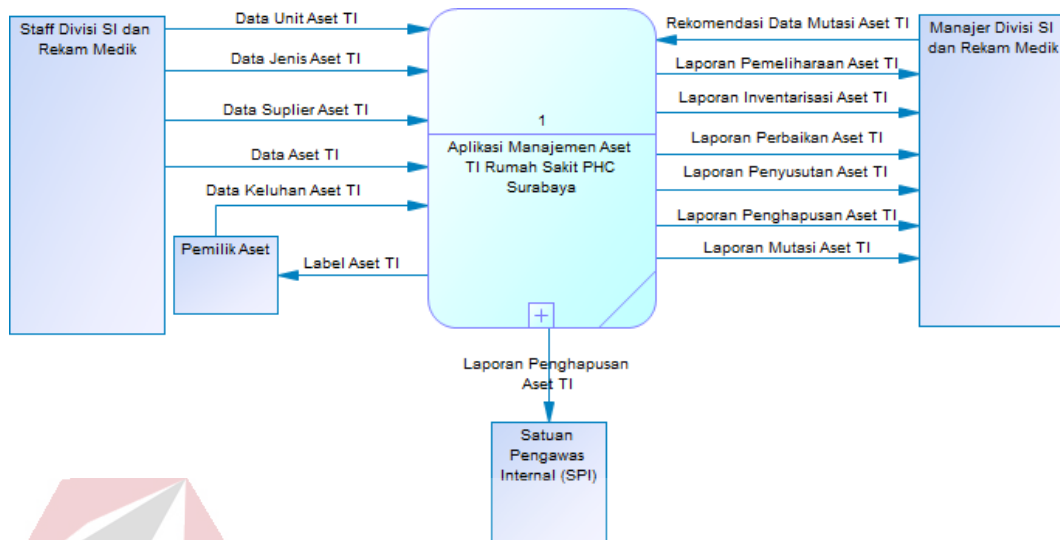 Staff Divisi SI dan
Rekam Medik
Data Unit Aset TI
Data Jenis Aset TI
Data Suplier Aset TI
Data Aset TI
Data Keluhan Aset TI
Pemilik Aset
Label Aset TI
1
Aplikasi Manajemen Aset
TI Rumah Sakit PHC
Surabaya
Rekomendasi Data Mutasi Aset TI
Laporan Pemeliharaan Aset TI
Laporan Inventarisasi Aset TI
Laporan Perbaikan Aset TI
Laporan Penyusutan Aset TI
Laporan Penghapusan Aset TI
Laporan Mutasi Aset TI
Manajer Divisi SI
dan Rekam Medik
Laporan Penghapusan
Aset TI
Satuan
Pengawas
Internal (SPI)